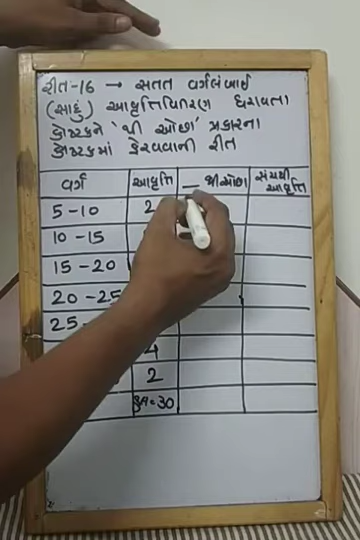 રીત-16 → સતત વર્ગલંબાઈ
(સાદું) આવૃત્તિવિતરણ ધરાવતા
કોષ્ટકને 'થી ઓછા' પ્રકારના
કોષ્ટકમાં ફેરવવાની રીત
વર્ગ આવૃત્તિ — થી ઓછા સંચયી આવૃત્તિ
5-10 2
10-15
15-20
20-25
25-
4
2
કુલ=30